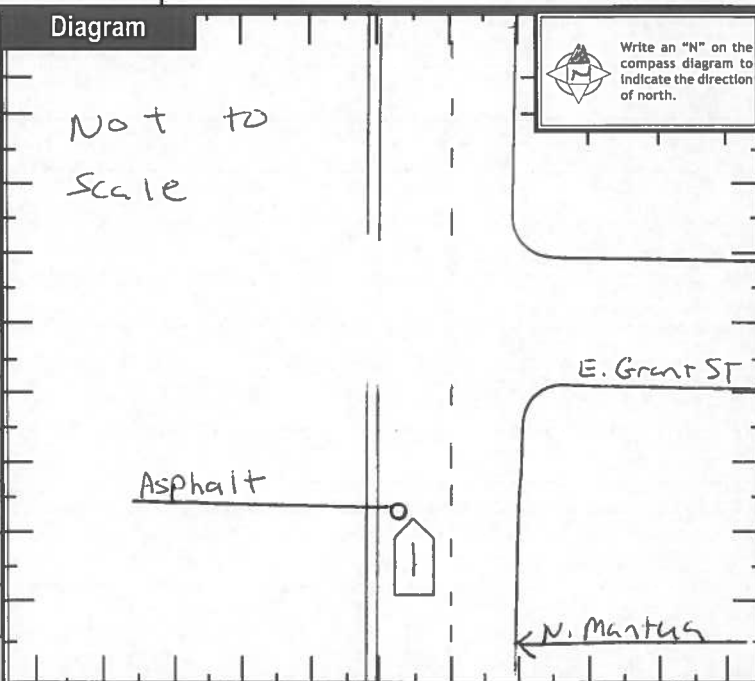 Diagram
Write an "N" on the
compass diagram to
indicate the direction
of north.
N
Not to
Scale
E. Grant ST
Asphalt
1
N. Mantua